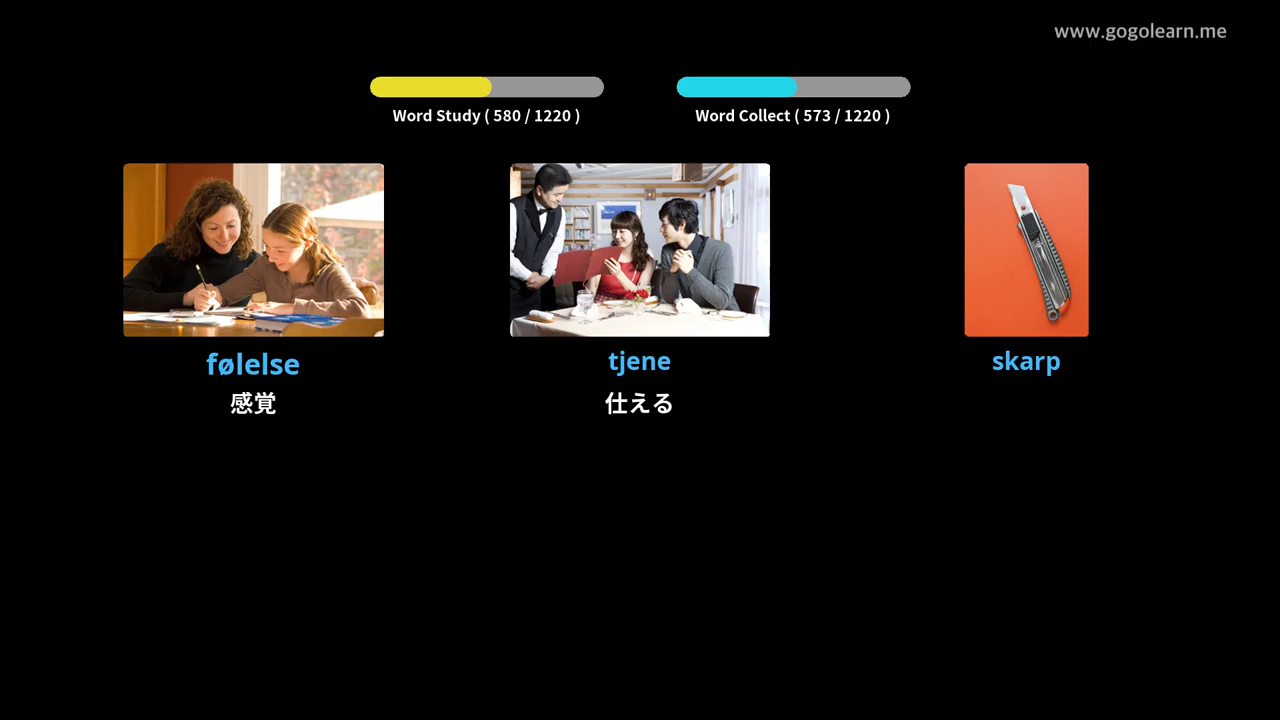 www.gogolearn.me
Word Study ( 580 / 1220 )
Word Collect ( 573 / 1220 )
følelse
tjene
skarp
感覚
仕える